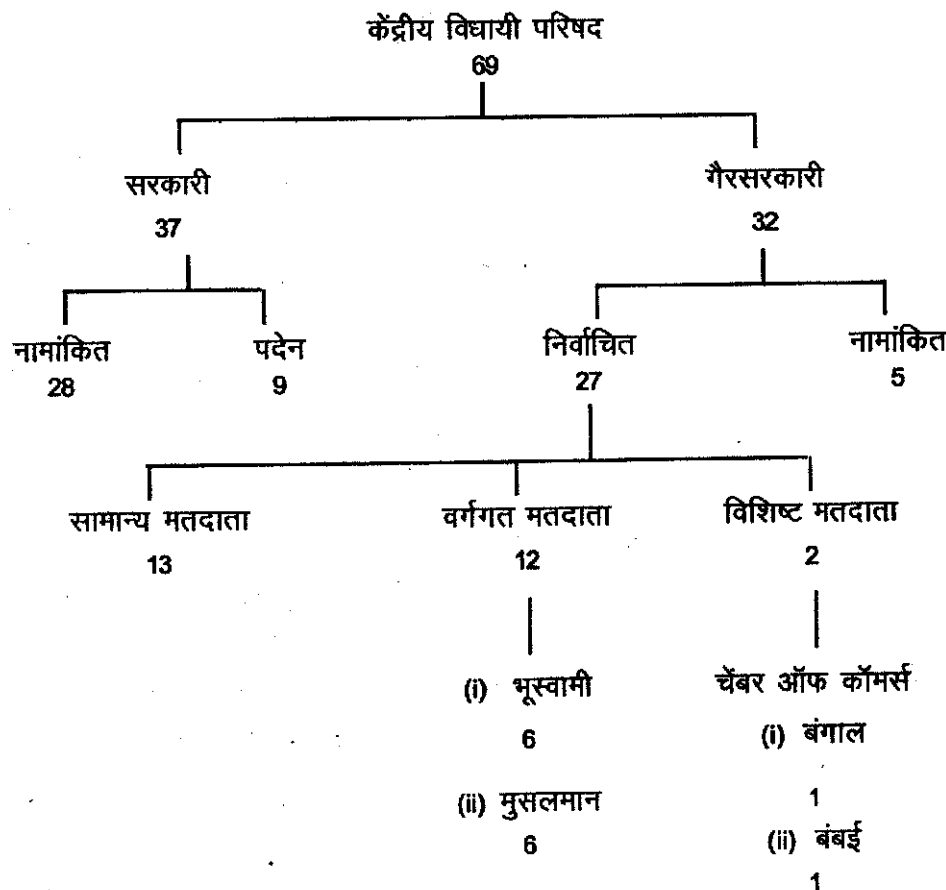 केंद्रीय विधायी परिषद
69
सरकारी
गैरसरकारी
37
32
नामांकित
पदेन
निर्वाचित
नामांकित
28
9
27
5
सामान्य मतदाता
वर्गगत मतदाता
विशिष्ट मतदाता
13
12
2
(i) भूस्वामी
6
(ii) मुसलमान
6
चेंबर ऑफ कॉमर्स
(i) बंगाल
1
(ii) बंबई
1